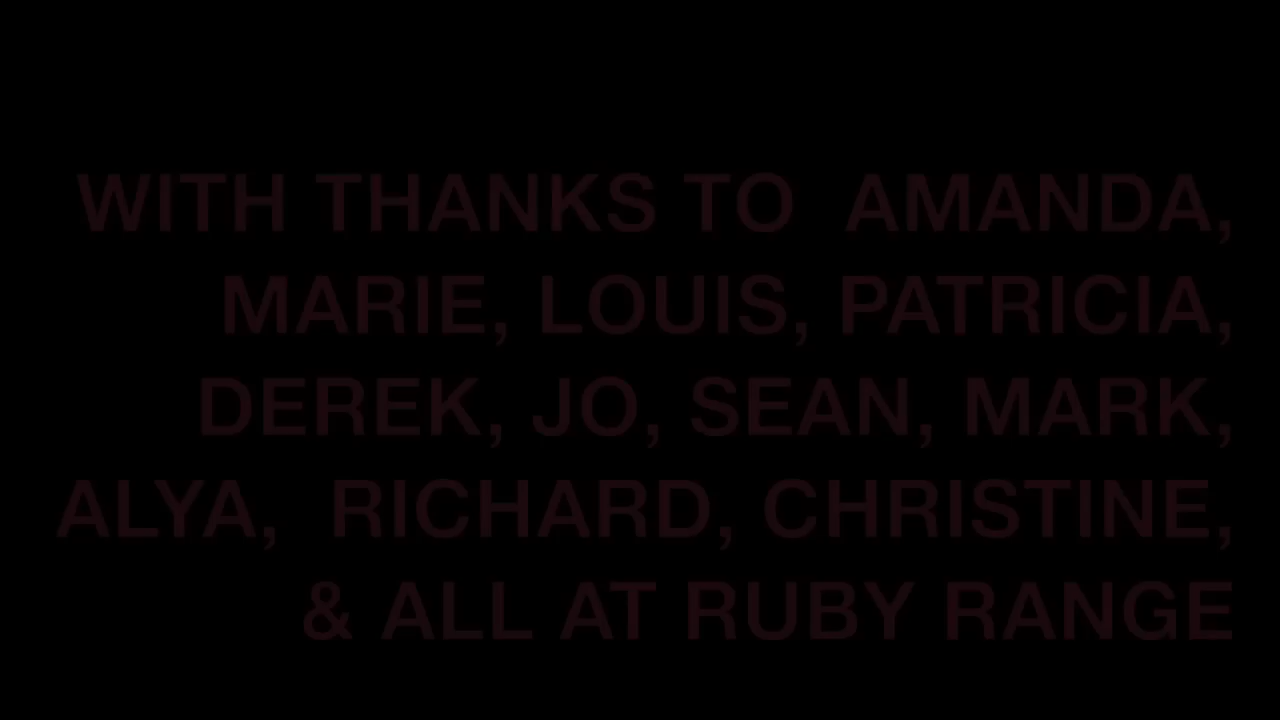 WITH THANKS TO  AMANDA,
MARIE, LOUIS, PATRICIA,
DEREK, JO, SEAN, MARK,
ALYA,  RICHARD, CHRISTINE,
& ALL AT RUBY RANGE